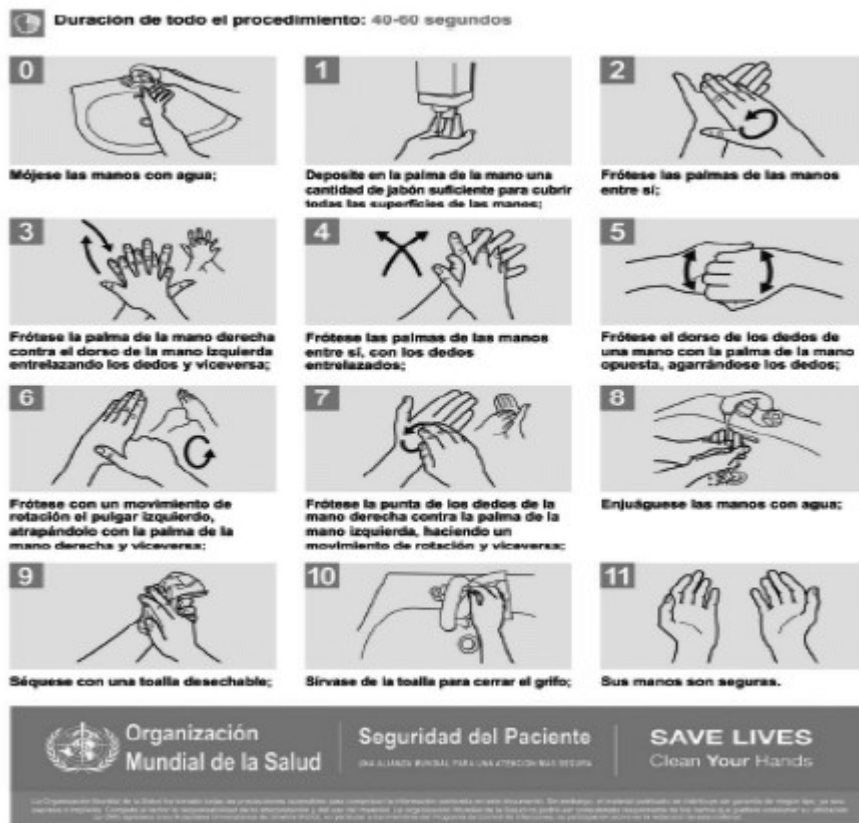 Duración de todo el procedimiento: 40-60 segundos
0
Mójese las manos con agua;
1
Deposite en la palma de la mano una
cantidad de jabón suficiente para cubrir
todas las superficies de las manos;
2
Frótese las palmas de las manos
entre sí;
3
Frótese la palma de la mano derecha
contra el dorso de la mano izquierda
entrelazando los dedos y viceversa;
4
Frótese las palmas de las manos
entre sí, con los dedos
entrelazados;
5
Frótese el dorso de los dedos de
una mano con la palma de la mano
opuesta, agarrándose los dedos;
6
Frótese con un movimiento de
rotación el pulgar izquierdo,
atrapándolo con la palma de la
mano derecha y viceversa;
7
Frótese la punta de los dedos de la
mano derecha contra la palma de la
mano izquierda, haciendo un
movimiento de rotación y viceversa;
8
Enjuáguese las manos con agua;
9
Séquese con una toalla desechable;
10
Sírvase de la toalla para cerrar el grifo;
11
Sus manos son seguras.
Organización
Mundial de la Salud
Seguridad del Paciente
UNA ALIANZA MUNDIAL PARA UNA ATENCIÓN MÁS SEGURA
SAVE LIVES
Clean Your Hands